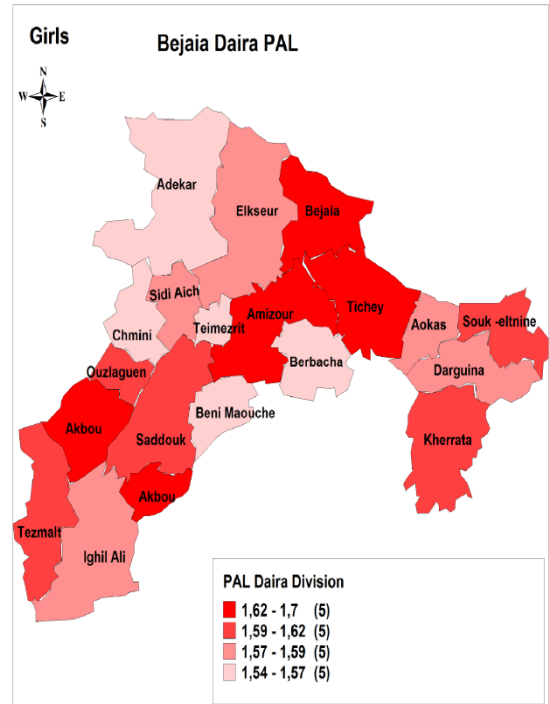 Girls
Bejaia Daira PAL
N
W E
S
Adekar
Elkseur
Bejaia
Sidi Aich
Tichey
Amizour
Chmini
Teimezrit
Aokas
Souk -eltnine
Berbacha
Darguina
Ouzlaguen
Beni Maouche
Akbou
Saddouk
Kherrata
Akbou
Tezmalt
Ighil Ali
PAL Daira Division
1,62 - 1,7 (5)
1,59 - 1,62 (5)
1,57 - 1,59 (5)
1,54 - 1,57 (5)